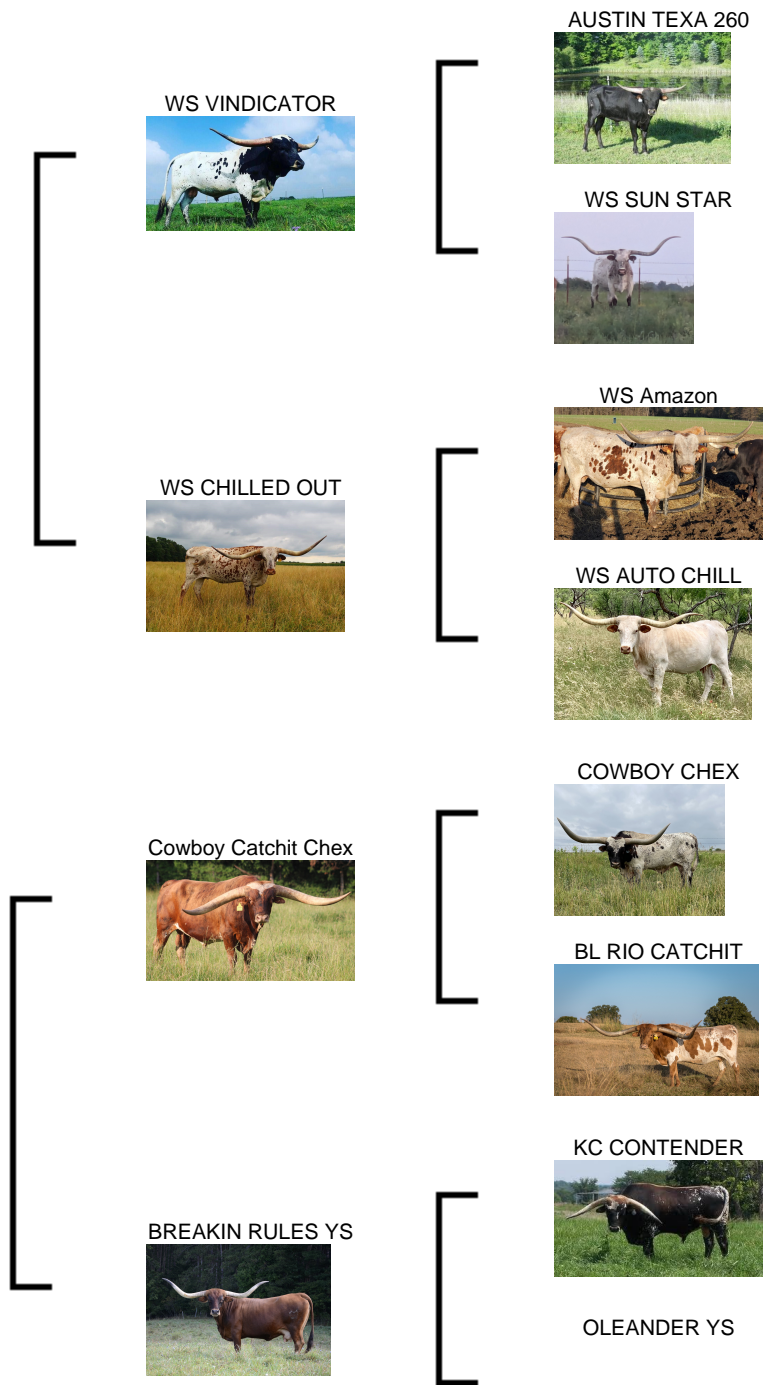 AUSTIN TEXA 260
WS VINDICATOR
WS SUN STAR
WS Amazon
WS CHILLED OUT
WS AUTO CHILL
COWBOY CHEX
Cowboy Catchit Chex
BL RIO CATCHIT
KC CONTENDER
BREAKIN RULES YS
OLEANDER YS